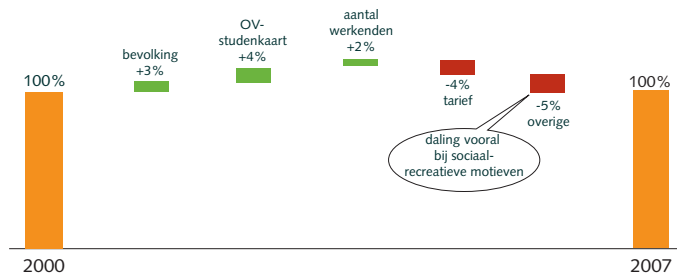 100%
bevolking
+3%
OV-
studenkaart
+4%
aantal
werkenden
+2%
-4%
tarief
-5%
overige
daling vooral
bij sociaal-
recreatieve motieven
100%
2000
2007